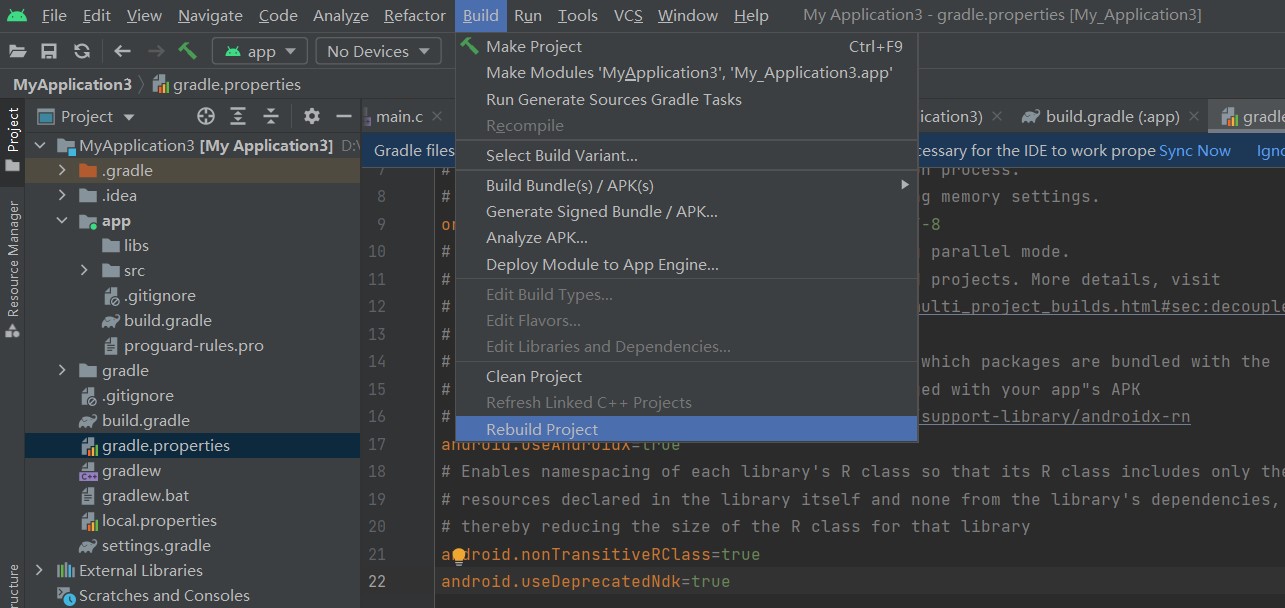 File Edit View Navigate Code Analyze Refactor Build Run Tools VCS Window Help My Application3 - gradle.properties [My_Application3]
app No Devices
MyApplication3 gradle.properties
Project
Project
Resource Manager
MyApplication3 [My Application3] D:\
.gradle
.idea
app
libs
src
.gitignore
build.gradle
proguard-rules.pro
gradle
.gitignore
build.gradle
gradle.properties
gradlew
gradlew.bat
local.properties
settings.gradle
External Libraries
Scratches and Consoles
Make Project Ctrl+F9
Make Modules 'MyApplication3', 'My_Application3.app'
Run Generate Sources Gradle Tasks
Recompile
Select Build Variant...
Build Bundle(s) / APK(s)
Generate Signed Bundle / APK...
Analyze APK...
Deploy Module to App Engine...
Edit Build Types...
Edit Flavors...
Edit Libraries and Dependencies...
Clean Project
Refresh Linked C++ Projects
Rebuild Project
main.c ication3) build.gradle (:app) gradle
Gradle files cessary for the IDE to work prope Sync Now Igno
7 # n process.
8 # g memory settings.
9 or -8
10 # parallel mode.
11 # projects. More details, visit
12 # ulti_project_builds.html#sec:decouple
13 #
14 # which packages are bundled with the
15 # ed with your app"s APK
16 # support-library/androidx-rn
17 android.useAndroidX=true
18 # Enables namespacing of each library's R class so that its R class includes only the
19 # resources declared in the library itself and none from the library's dependencies,
20 # thereby reducing the size of the R class for that library
21 android.nonTransitiveRClass=true
22 android.useDeprecatedNdk=true